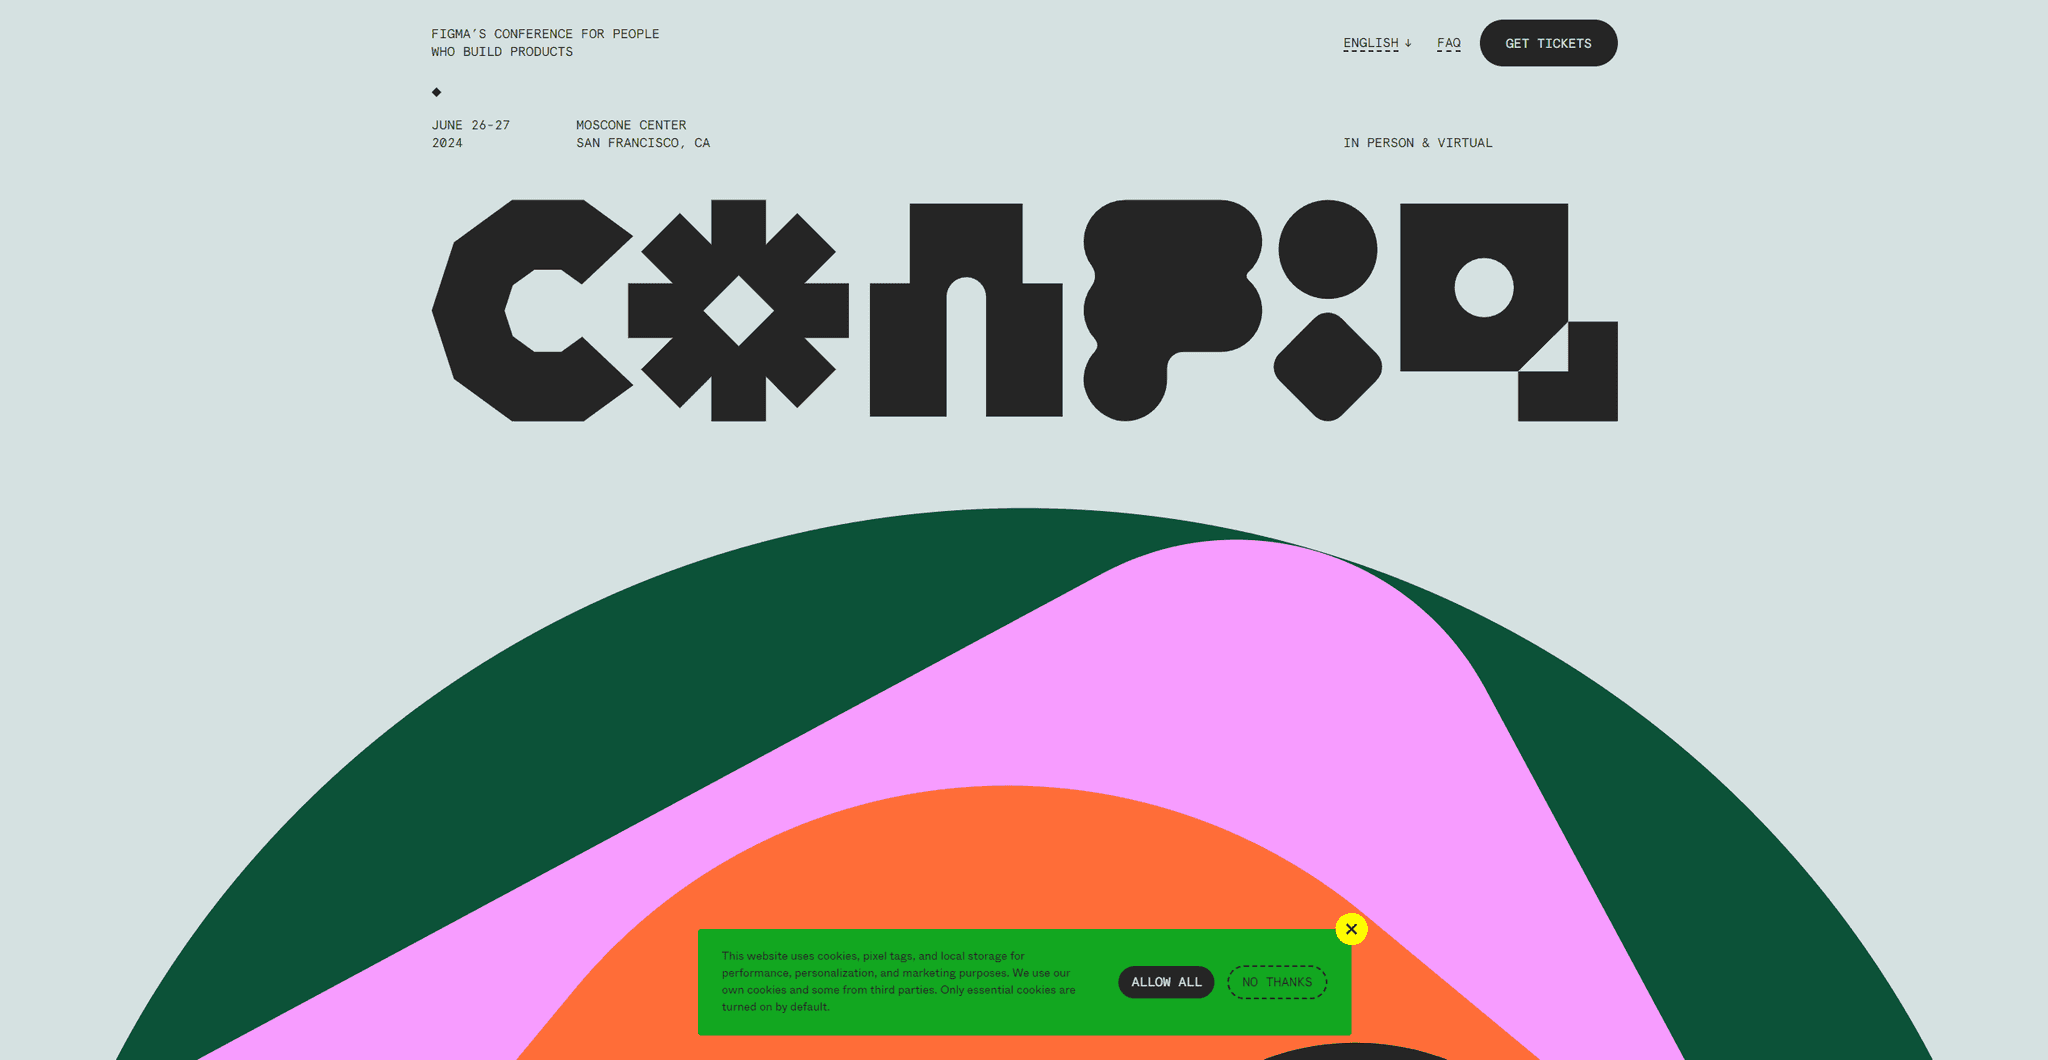 FIGMA'S CONFERENCE FOR PEOPLE
WHO BUILD PRODUCTS
ENGLISH ↓
FAQ
GET TICKETS
JUNE 26-27
2024
MOSCONE CENTER
SAN FRANCISCO, CA
IN PERSON & VIRTUAL
CONFIG
This website uses cookies, pixel tags, and local storage for
performance, personalization, and marketing purposes. We use our
own cookies and some from third parties. Only essential cookies are
turned on by default.
ALLOW ALL
NO THANKS